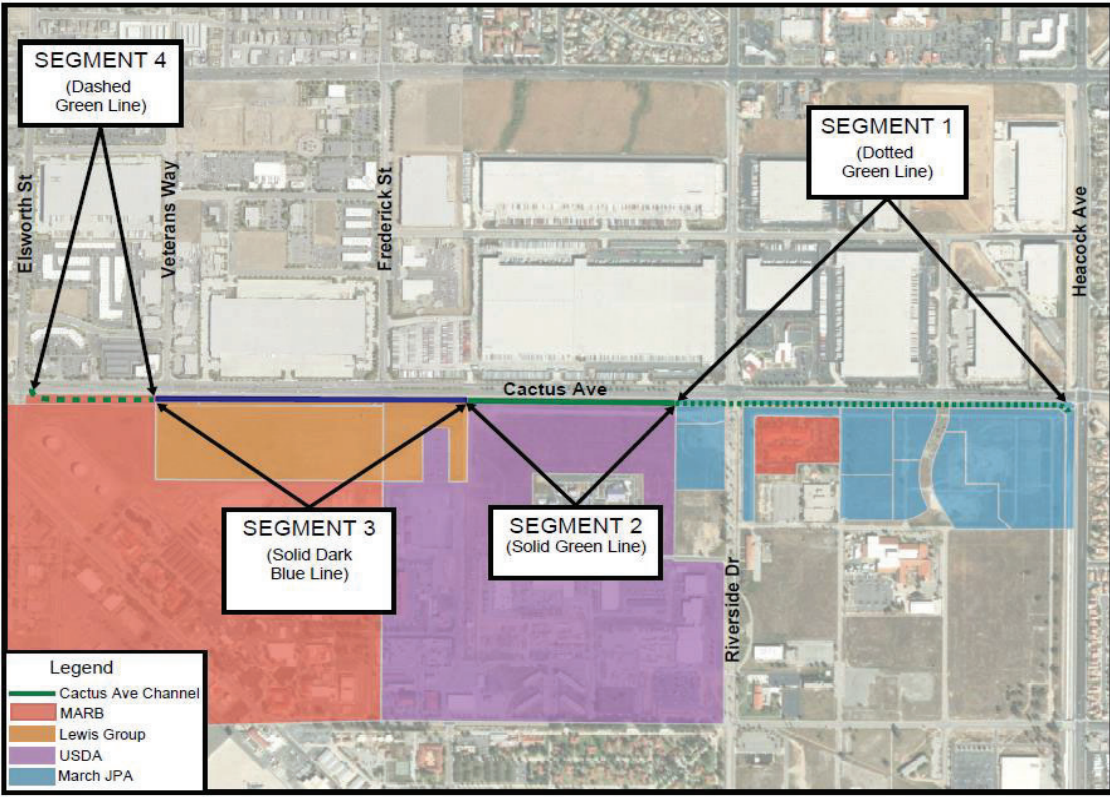 SEGMENT 4
(Dashed
Green Line)
SEGMENT 1
(Dotted
Green Line)
Elsworth St
Veterans Way
Frederick St
Heacock Ave
Cactus Ave
SEGMENT 3
(Solid Dark
Blue Line)
SEGMENT 2
(Solid Green Line)
Riverside Dr
Legend
Cactus Ave Channel
MARB
Lewis Group
USDA
March JPA